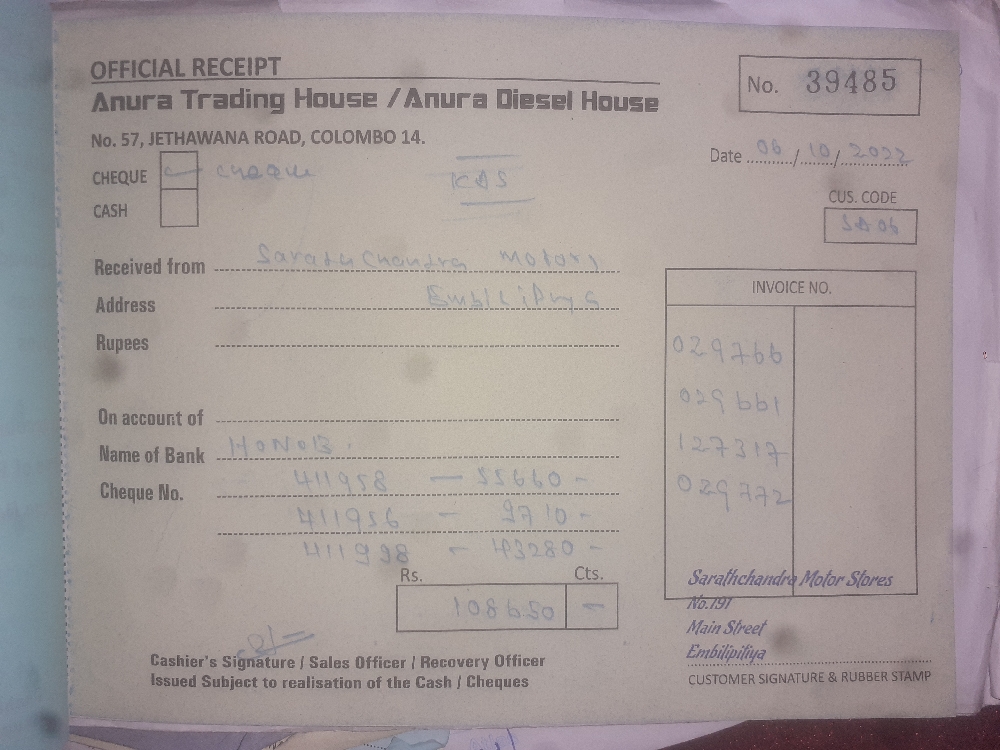 OFFICIAL RECEIPT
No. 39485
Anura Trading House / Anura Diesel House
No. 57, JETHAWANA ROAD, COLOMBO 14.
Date 06/10/2022
CHEQUE cheque
CASH
CUS. CODE
SA06
Received from Sarathchandra Motors
Address Embilipitya
Rupees
INVOICE NO.
029766
029661
127317
029772
On account of
Name of Bank
Cheque No. 411958 — 55660 -
411956 - 9710 -
411998 - 43280 -
Rs. Cts.
108650 -
Sarathchandra Motor Stores
No.191
Main Street
Embilipitiya
Cashier's Signature / Sales Officer / Recovery Officer
Issued Subject to realisation of the Cash / Cheques
CUSTOMER SIGNATURE & RUBBER STAMP